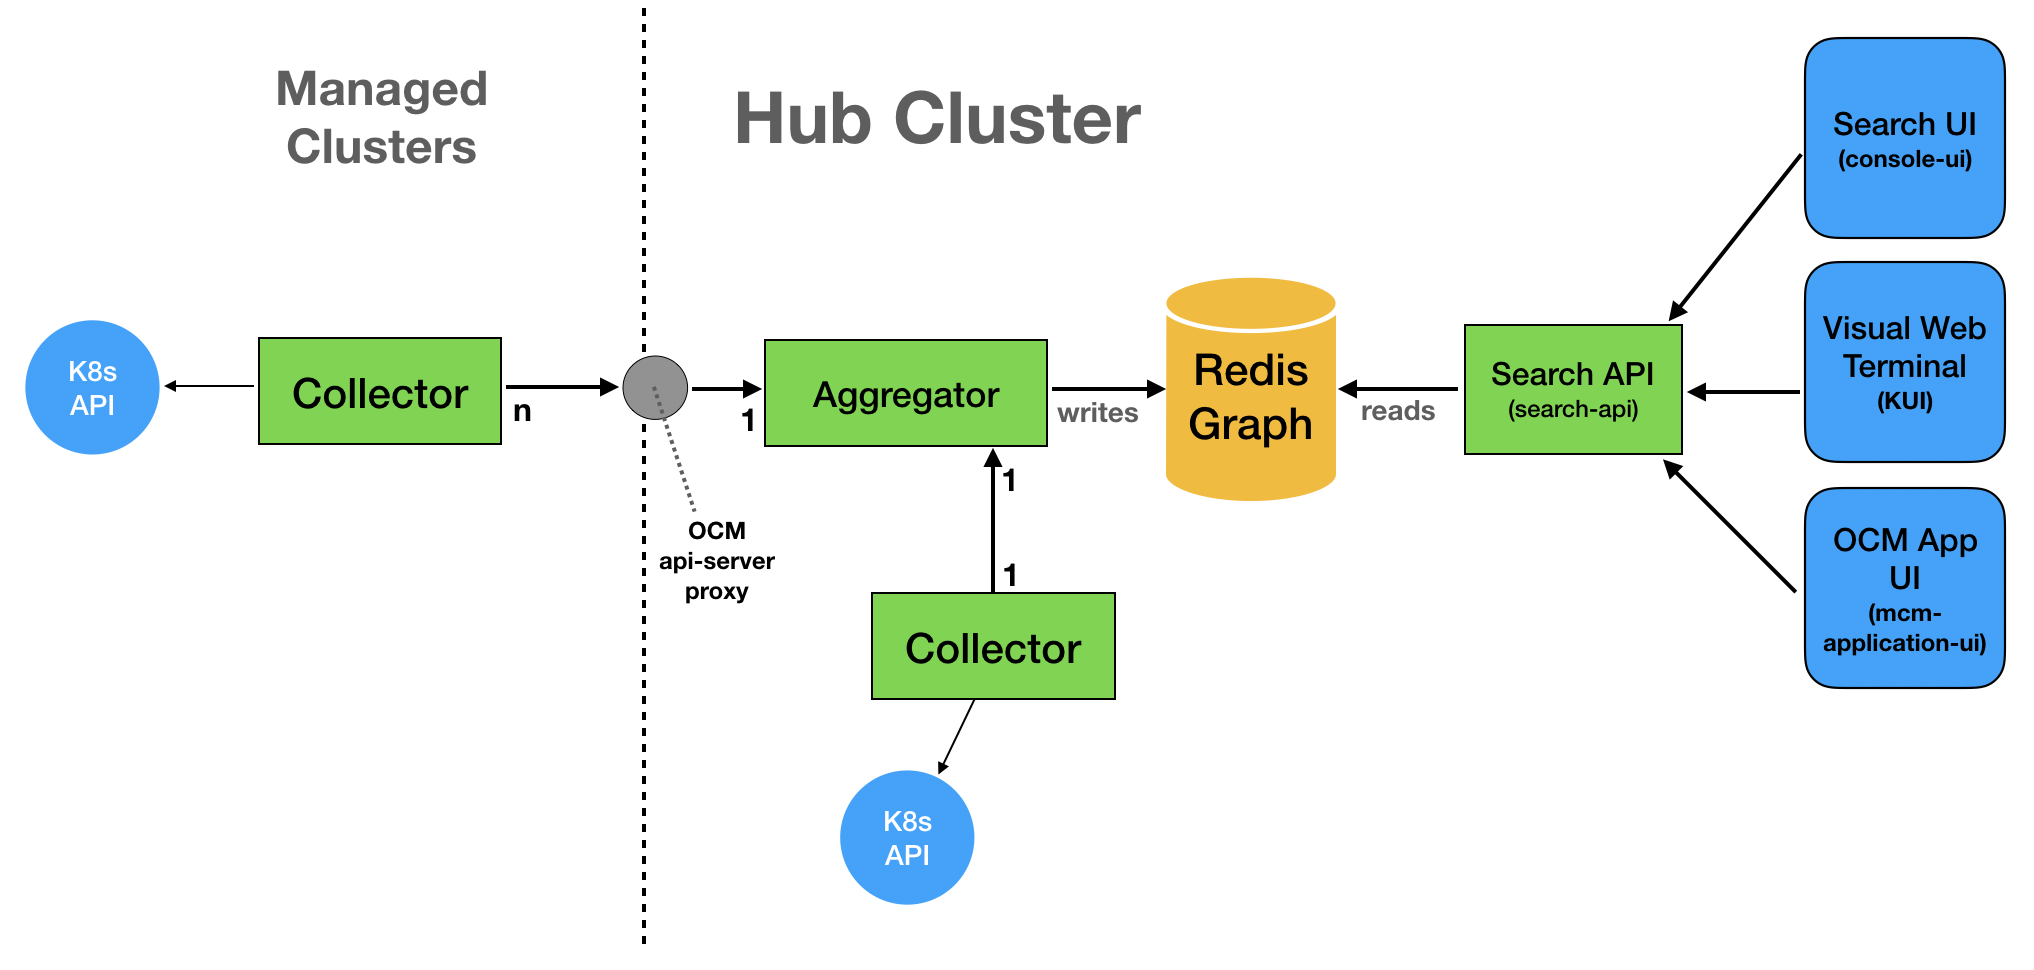 Managed
Clusters
Hub Cluster
K8s
API
Collector
n
1
OCM
api-server
proxy
Aggregator
writes
1
1
Collector
K8s
API
Redis
Graph
reads
Search API
(search-api)
Search UI
(console-ui)
Visual Web
Terminal
(KUI)
OCM App
UI
(mcm-
application-ui)